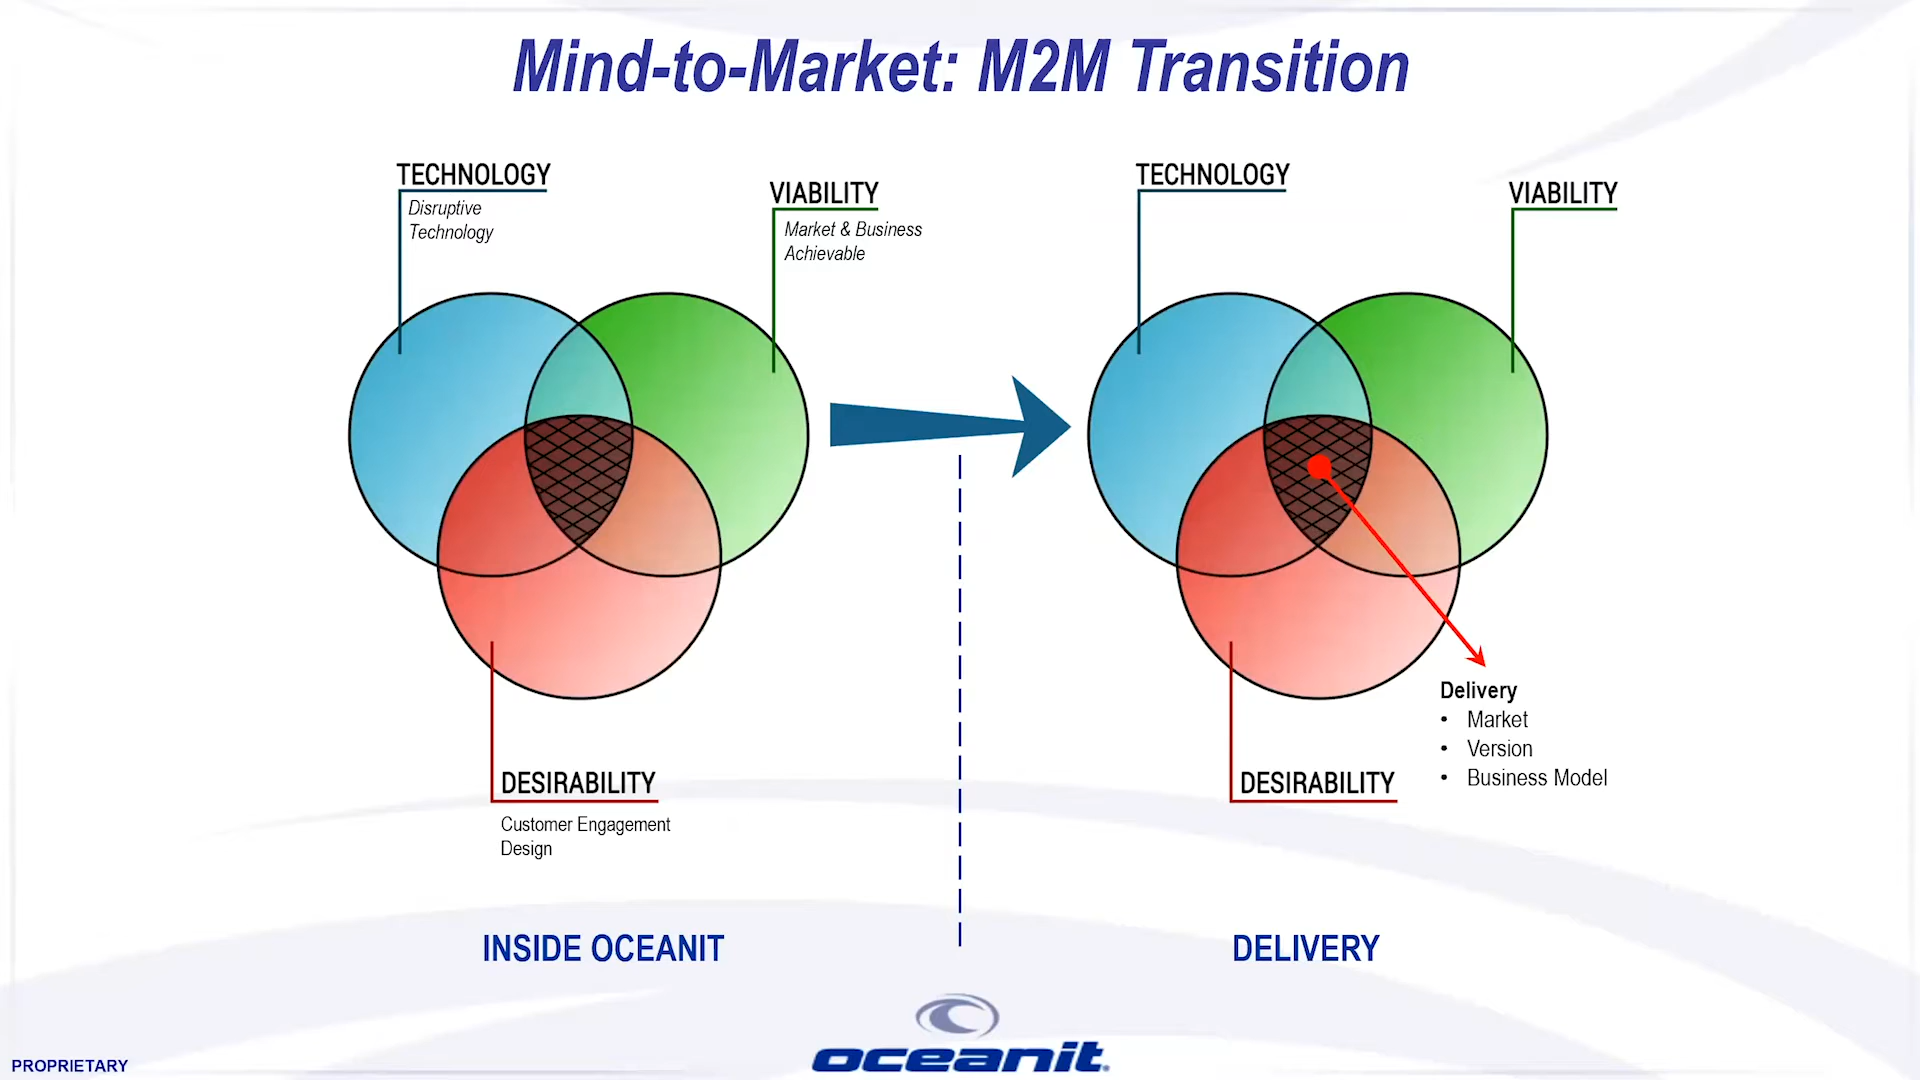 Mind-to-Market: M2M Transition
TECHNOLOGY
Disruptive
Technology
VIABILITY
Market & Business
Achievable
DESIRABILITY
Customer Engagement
Design
INSIDE OCEANIT
TECHNOLOGY
VIABILITY
DESIRABILITY
Delivery
• Market
• Version
• Business Model
DELIVERY
oceanit
PROPRIETARY